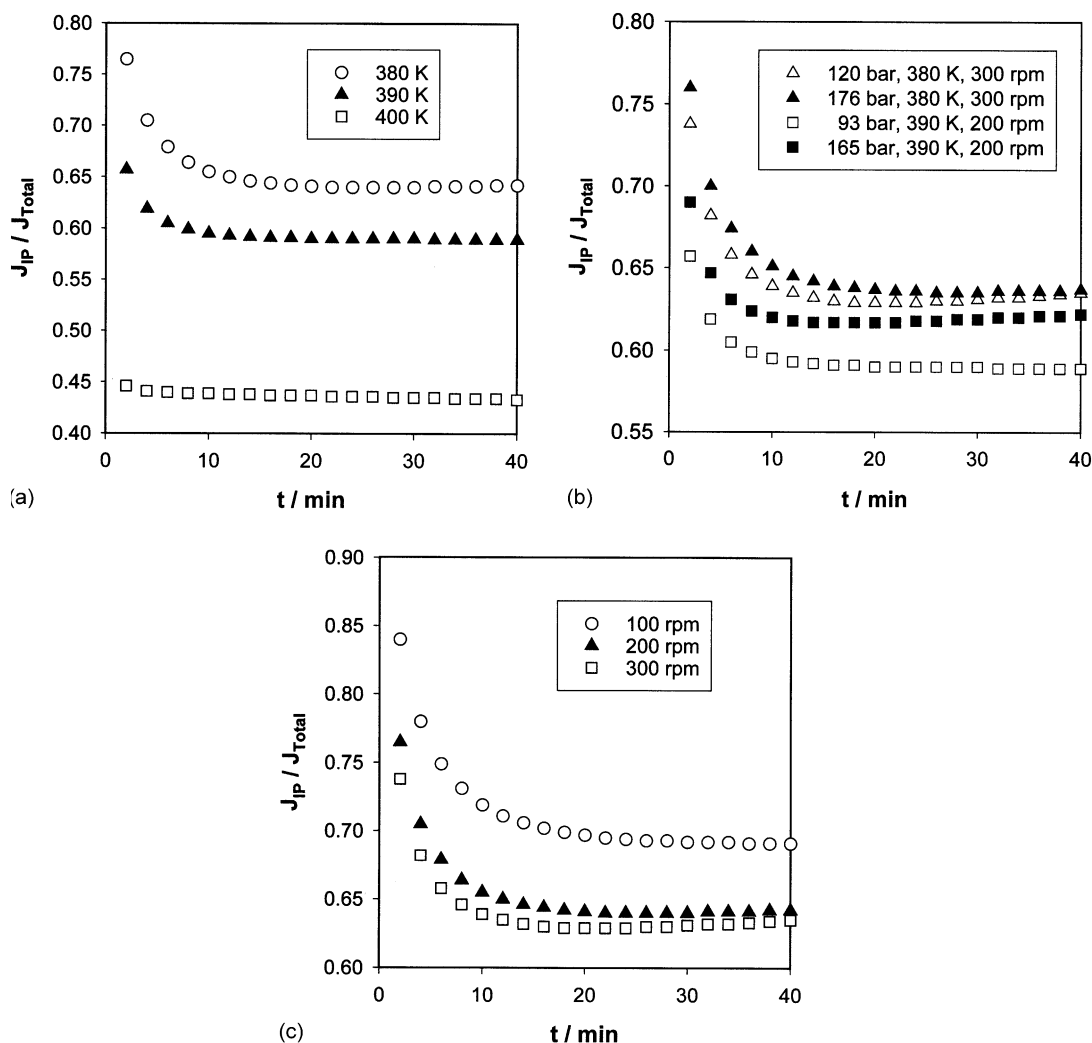 0.80
0.75
0.70
0.65
0.60
0.55
0.50
0.45
0.40
J_IP / J_Total
380 K
390 K
400 K
0 10 20 30 40
t / min
(a)
0.80
0.75
0.70
0.65
0.60
0.55
J_IP / J_Total
120 bar, 380 K, 300 rpm
176 bar, 380 K, 300 rpm
93 bar, 390 K, 200 rpm
165 bar, 390 K, 200 rpm
0 10 20 30 40
t / min
(b)
0.90
0.85
0.80
0.75
0.70
0.65
0.60
J_IP / J_Total
100 rpm
200 rpm
300 rpm
0 10 20 30 40
t / min
(c)